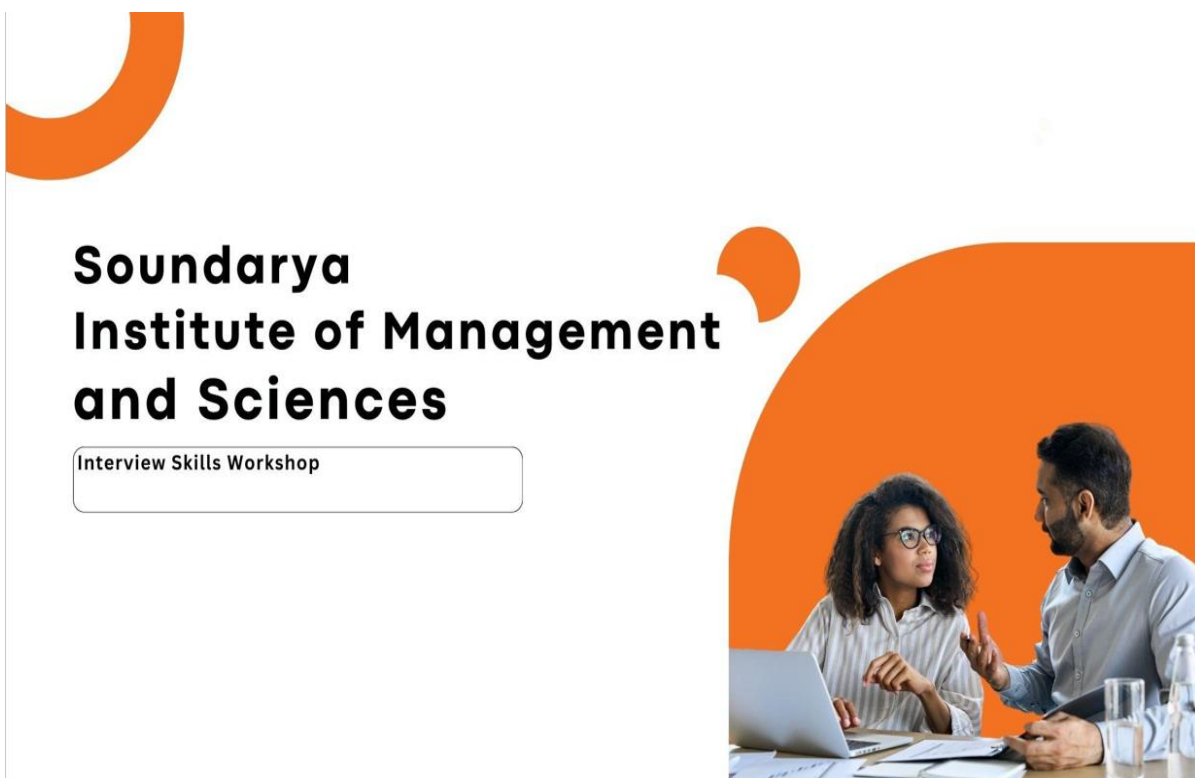 Soundarya
Institute of Management
and Sciences
Interview Skills Workshop